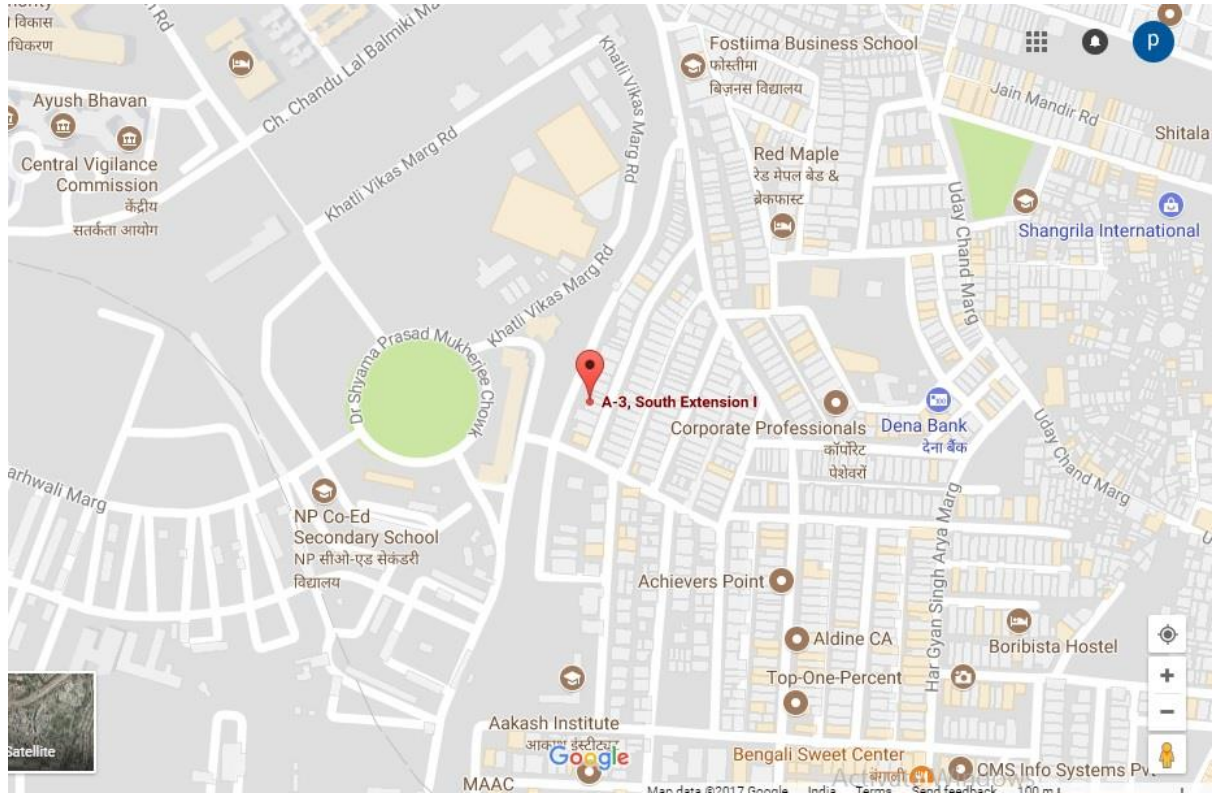 विकास
Ayush Bhavan
Central Vigilance
Commission
केंद्रीय
सतर्कता आयोग
Ch. Chandu Lal Balmiki
Khatli Vikas Marg Rd
Khatli Vikas Marg Rd
Khatli Vikas Marg Rd
Fostiima Business School
फोस्तीमा
बिज़नस विद्यालय
p
Jain Mandir Rd
Shitala
Red Maple
रेड मेपल बेड &
ब्रेकफास्ट
Uday Chand Marg
Shangrila International
Dr Shyama Prasad Mukherjee Chowk
A-3, South Extension I
Corporate Professionals
कॉर्पोरेट
पेशेवरों
Dena Bank
देना बैंक
Uday Chand Marg
arhwali Marg
NP Co-Ed
Secondary School
NP सीओ-एड सेकंडरी
विद्यालय
Har Gyan Singh Arya Marg
Achievers Point
Aldine CA
Boribista Hostel
Top-One-Percent
Aakash Institute
आकाश इंस्टीट्यूट
Google
Satellite
MAAC
Bengali Sweet Center
बंगाली
CMS Info Systems Pvt
Map data ©2017 Google India Terms Send feedback 100 m